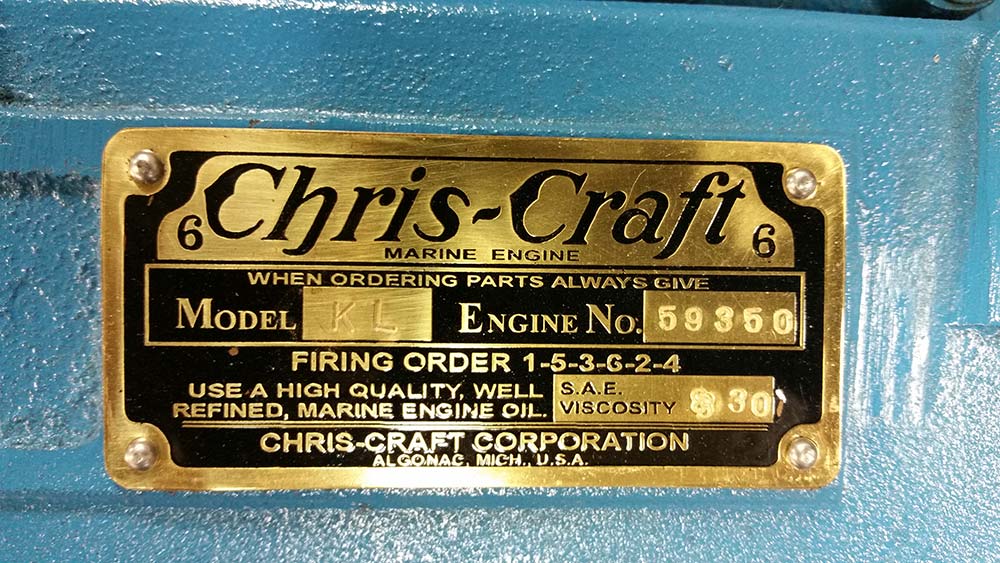 6 Chris-Craft 6
MARINE ENGINE
WHEN ORDERING PARTS ALWAYS GIVE
MODEL KL ENGINE NO. 59350
FIRING ORDER 1-5-3-6-2-4
USE A HIGH QUALITY, WELL
REFINED, MARINE ENGINE OIL.
S.A.E.
VISCOSITY 30
CHRIS-CRAFT CORPORATION
ALGONAC, MICH., U.S.A.